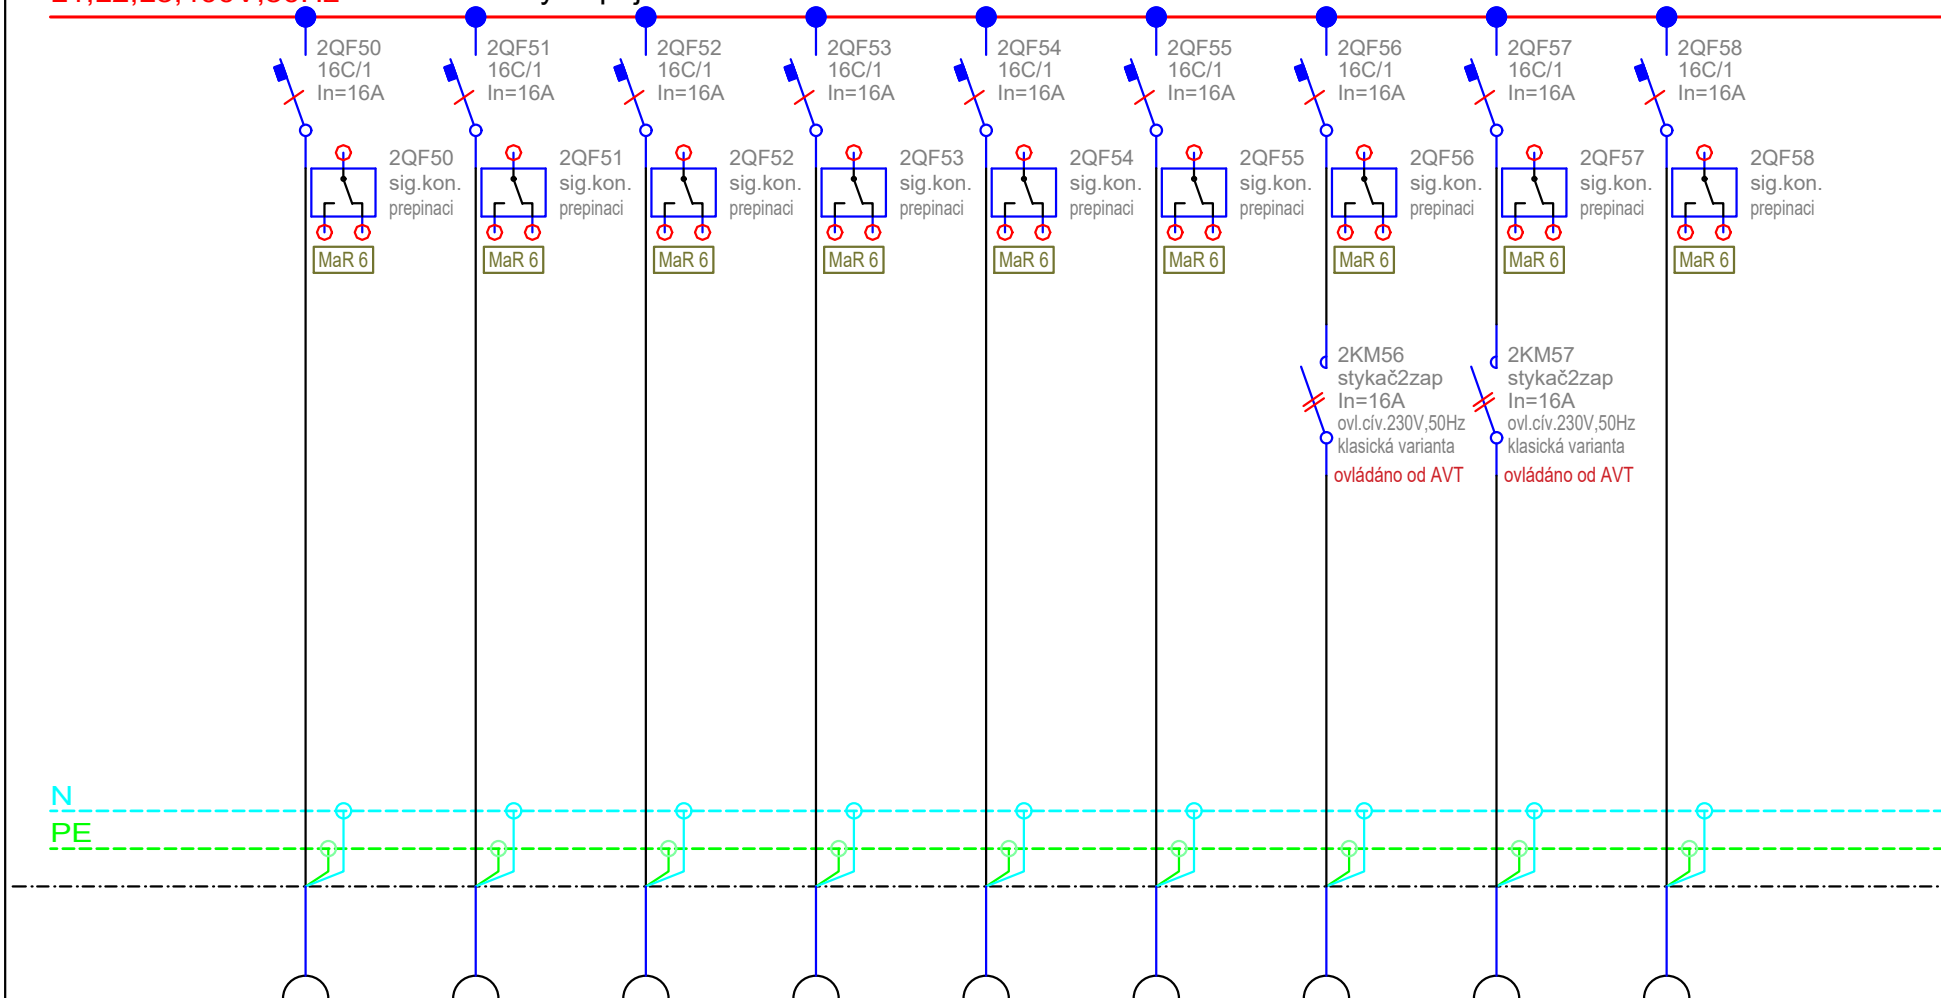 2QF50
16C/1
In=16A
2QF51
16C/1
In=16A
2QF52
16C/1
In=16A
2QF53
16C/1
In=16A
2QF54
16C/1
In=16A
2QF55
16C/1
In=16A
2QF56
16C/1
In=16A
2QF57
16C/1
In=16A
2QF58
16C/1
In=16A
2QF50
sig.kon.
prepinaci
MaR 6
2QF51
sig.kon.
prepinaci
MaR 6
2QF52
sig.kon.
prepinaci
MaR 6
2QF53
sig.kon.
prepinaci
MaR 6
2QF54
sig.kon.
prepinaci
MaR 6
2QF55
sig.kon.
prepinaci
MaR 6
2QF56
sig.kon.
prepinaci
MaR 6
2QF57
sig.kon.
prepinaci
MaR 6
2QF58
sig.kon.
prepinaci
MaR 6
2KM56
stykač2zap
In=16A
ovl.cív.230V,50Hz
klasická varianta
ovládáno od AVT
2KM57
stykač2zap
In=16A
ovl.cív.230V,50Hz
klasická varianta
ovládáno od AVT
N
PE